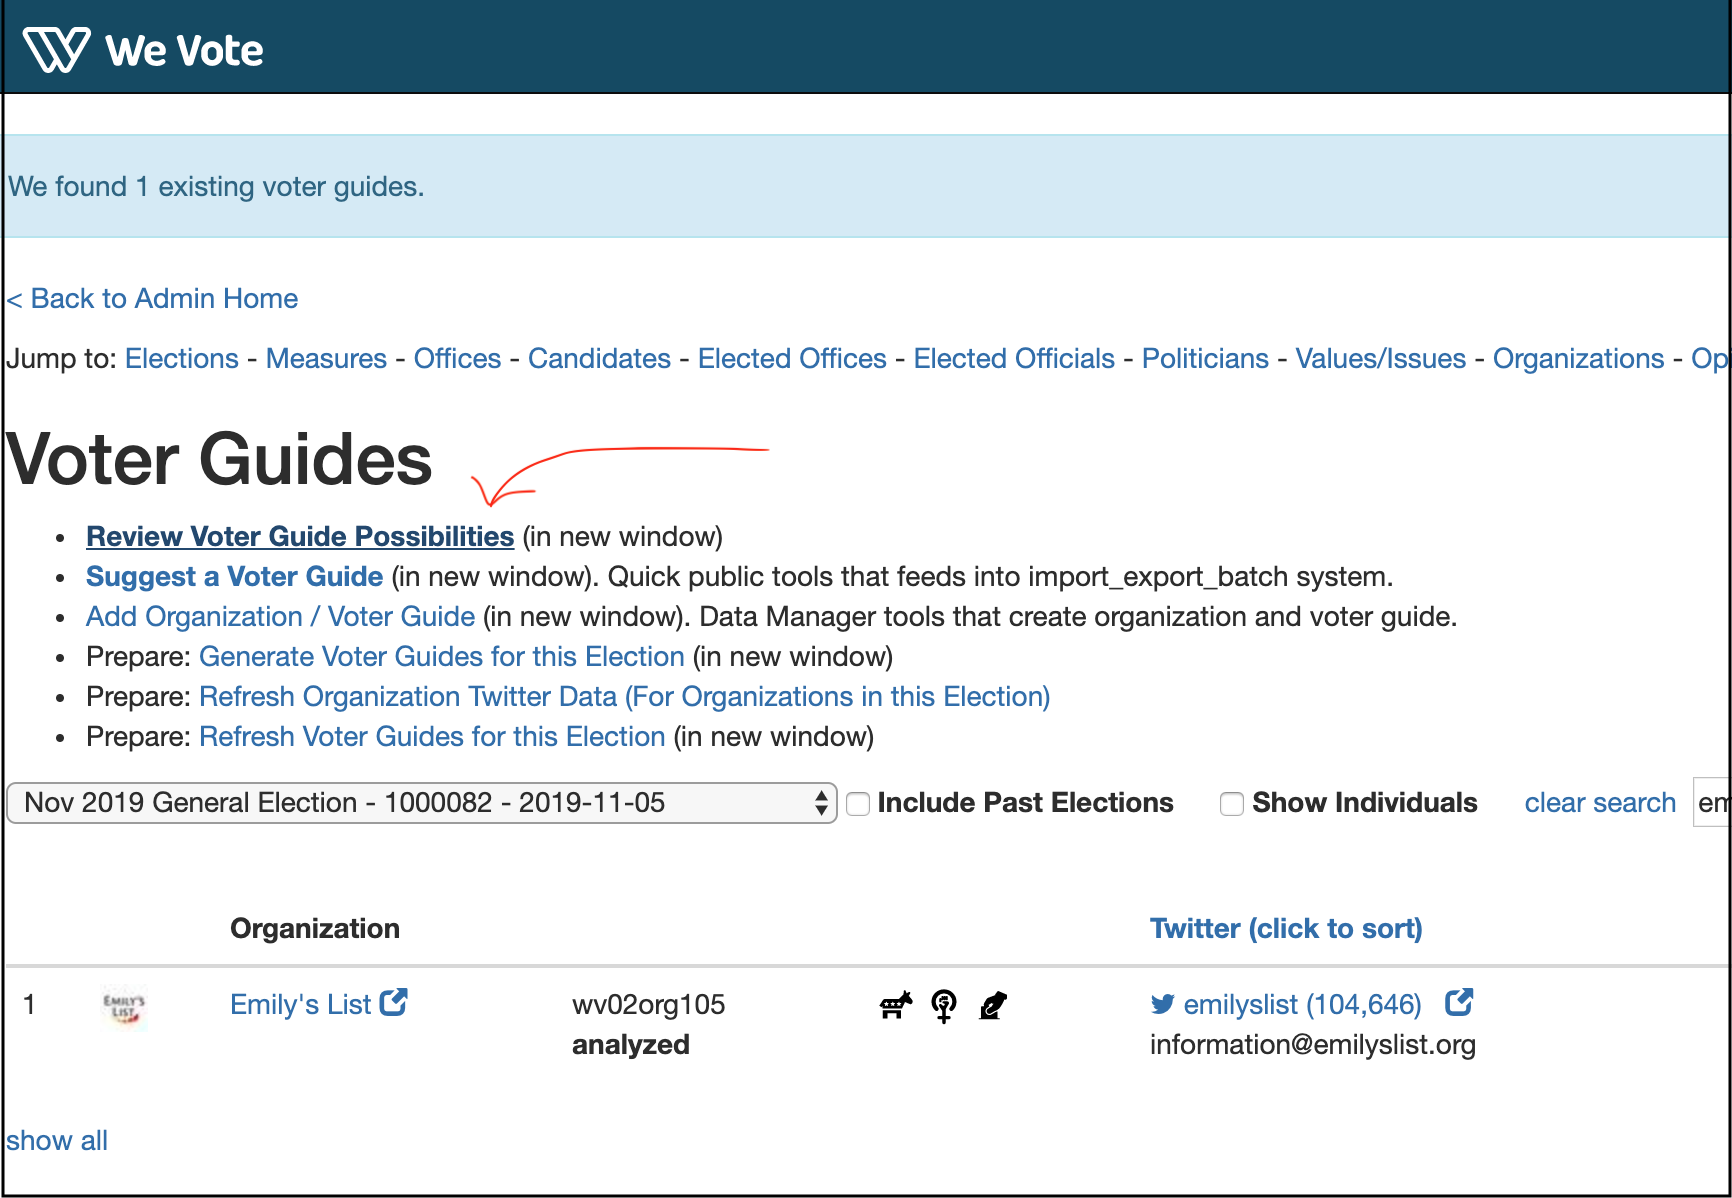 We Vote
We found 1 existing voter guides.
< Back to Admin Home
Jump to: Elections - Measures - Offices - Candidates - Elected Offices - Elected Officials - Politicians - Values/Issues - Organizations - Op
Voter Guides
• Review Voter Guide Possibilities (in new window)
• Suggest a Voter Guide (in new window). Quick public tools that feeds into import_export_batch system.
• Add Organization / Voter Guide (in new window). Data Manager tools that create organization and voter guide.
• Prepare: Generate Voter Guides for this Election (in new window)
• Prepare: Refresh Organization Twitter Data (For Organizations in this Election)
• Prepare: Refresh Voter Guides for this Election (in new window)
Nov 2019 General Election - 1000082 - 2019-11-05 Include Past Elections Show Individuals clear search em
Organization Twitter (click to sort)
1 EMILY'S LIST Emily's List wv02org105 emilyslist (104,646)
analyzed information@emilyslist.org
show all